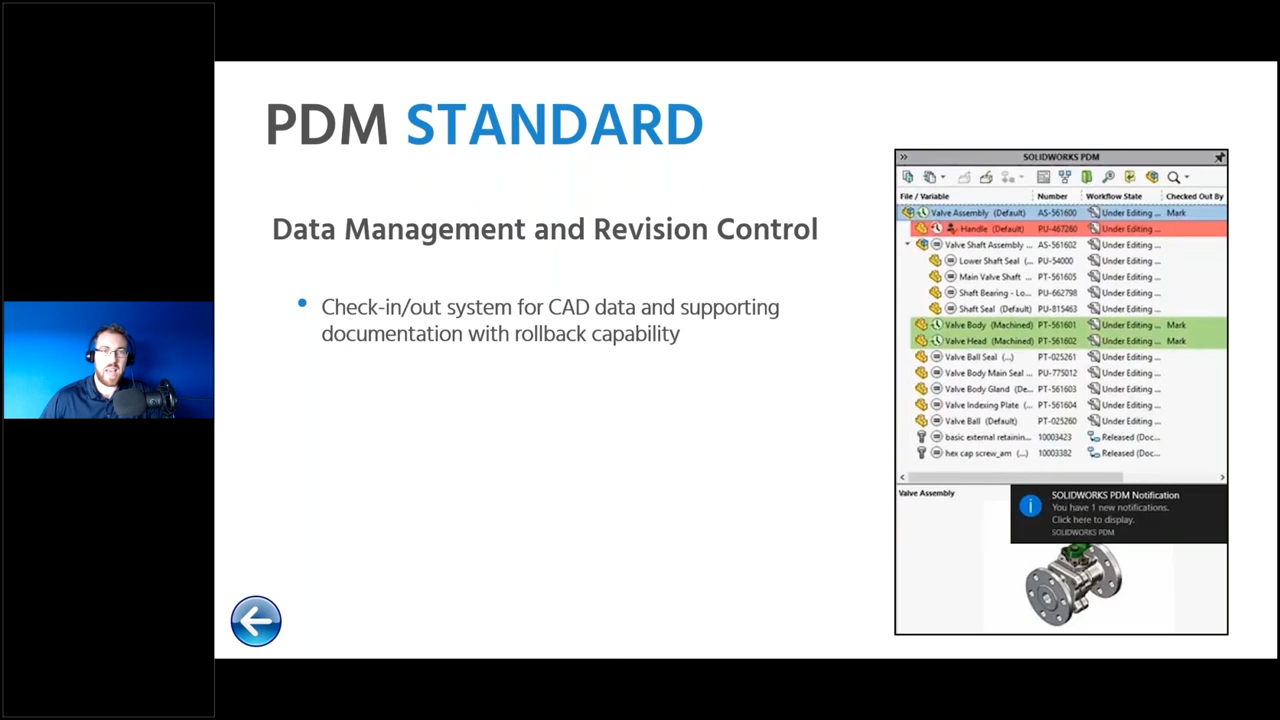 PDM STANDARD
Data Management and Revision Control
• Check-in/out system for CAD data and supporting
documentation with rollback capability
SOLIDWORKS PDM
File / Variable Number Workflow State Checked Out By
Valve Assembly (Default) AS-561600 Under Editing ... Mark
Handle (Default) PU-467260 Under Editing ...
Valve Shaft Assembly ... AS-561602 Under Editing ...
Lower Shaft Seal (... PU-54000 Under Editing ...
Main Valve Shaft ... PT-561605 Under Editing ...
Shaft Bearing - Lo... PU-662798 Under Editing ...
Shaft Seal (Default) PU-815463 Under Editing ...
Valve Body (Machined) PT-561601 Under Editing ... Mark
Valve Head (Machined) PT-561602 Under Editing ... Mark
Valve Ball Seal (...) PT-025261 Under Editing ...
Valve Body Main Seal ... PU-775012 Under Editing ...
Valve Body Gland (De... PT-561603 Under Editing ...
Valve Indexing Plate (... PT-561604 Under Editing ...
Valve Ball (Default) PT-025260 Under Editing ...
basic external retainin... 10003423 Released (Doc...
hex cap screw_am (...) 10003382 Released (Doc...
Valve Assembly
SOLIDWORKS PDM Notification
You have 1 new notifications.
Click here to display.
SOLIDWORKS PDM